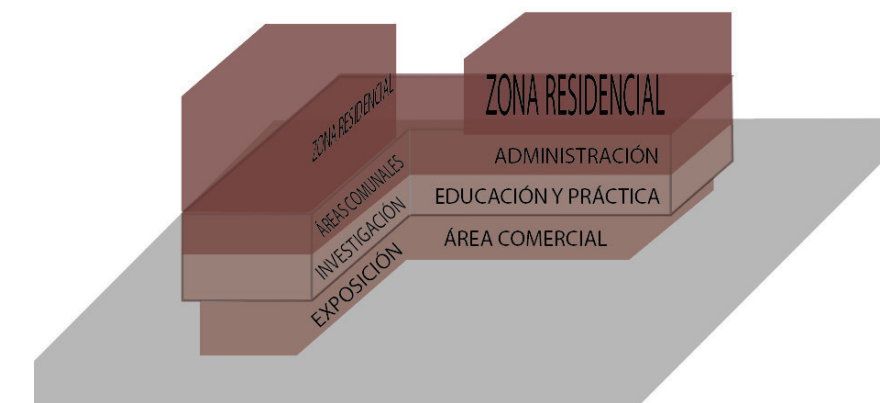 ZONA RESIDENCIAL
ÁREAS COMUNALES
INVESTIGACIÓN
EXPOSICIÓN
ZONA RESIDENCIAL
ADMINISTRACIÓN
EDUCACIÓN Y PRÁCTICA
ÁREA COMERCIAL